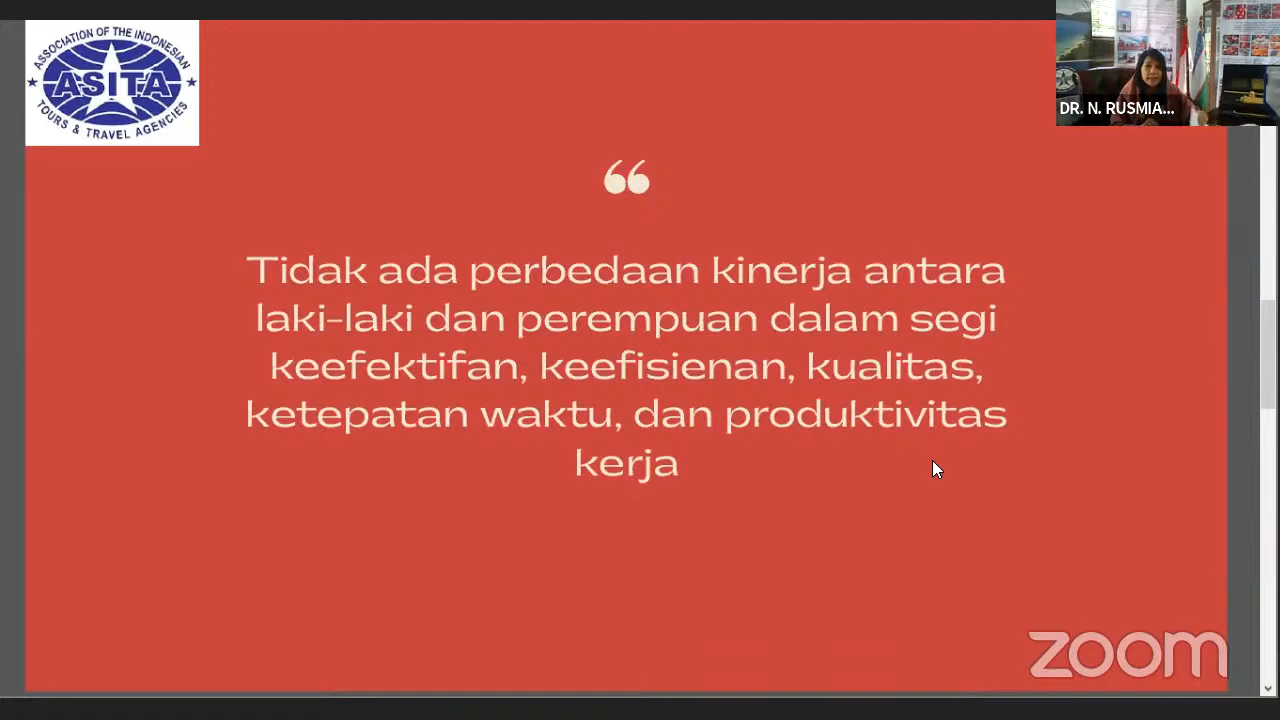 ASSOCIATION OF THE INDONESIAN
ASITA
TOURS & TRAVEL AGENCIES
DR. N. RUSMIA...
“
Tidak ada perbedaan kinerja antara
laki-laki dan perempuan dalam segi
keefektifan, keefisienan, kualitas,
ketepatan waktu, dan produktivitas
kerja
zoom